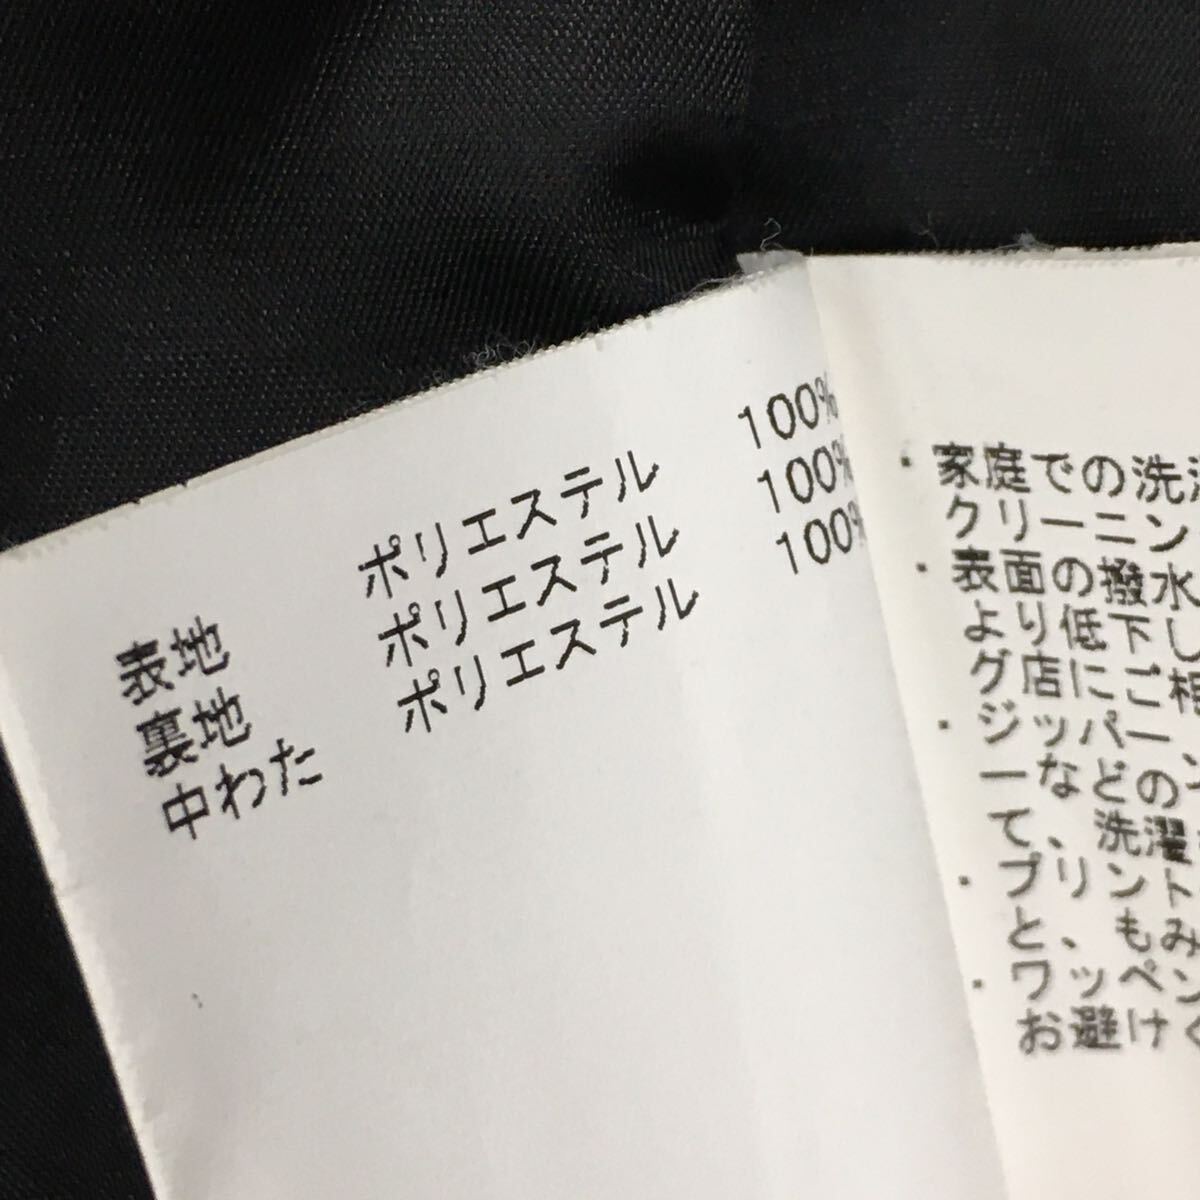 表地 ポリエステル 100%
裏地 ポリエステル 100%
中わた ポリエステル 100%
・家庭での洗濯
クリーニン
・表面の撥水
より低下し
グ店にご相
・ジッパー、
ーなどの
て、洗濯
・プリント
と、もみ
・ワッペン
お避けく